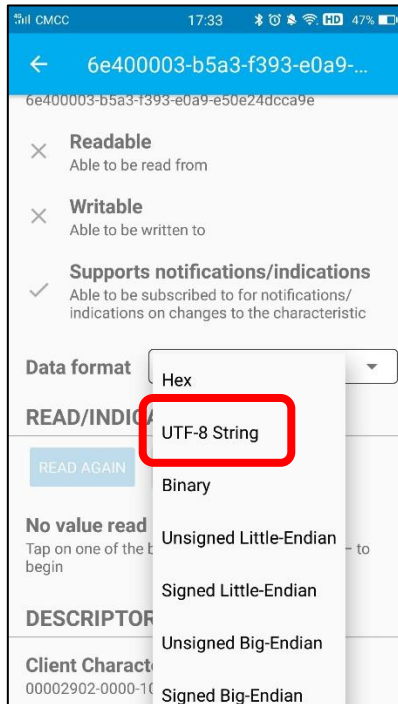 CMCC 17:33 HD 47%
6e400003-b5a3-f393-e0a9-...
6e400003-b5a3-f393-e0a9-e50e24dcca9e
Readable
Able to be read from
Writable
Able to be written to
Supports notifications/indications
Able to be subscribed to for notifications/
indications on changes to the characteristic
Data format
Hex
READ/INDICA
UTF-8 String
READ AGAIN
Binary
No value read
Unsigned Little-Endian
Tap on one of the b – to
begin
Signed Little-Endian
DESCRIPTOR
Unsigned Big-Endian
Client Charact
00002902-0000-10
Signed Big-Endian